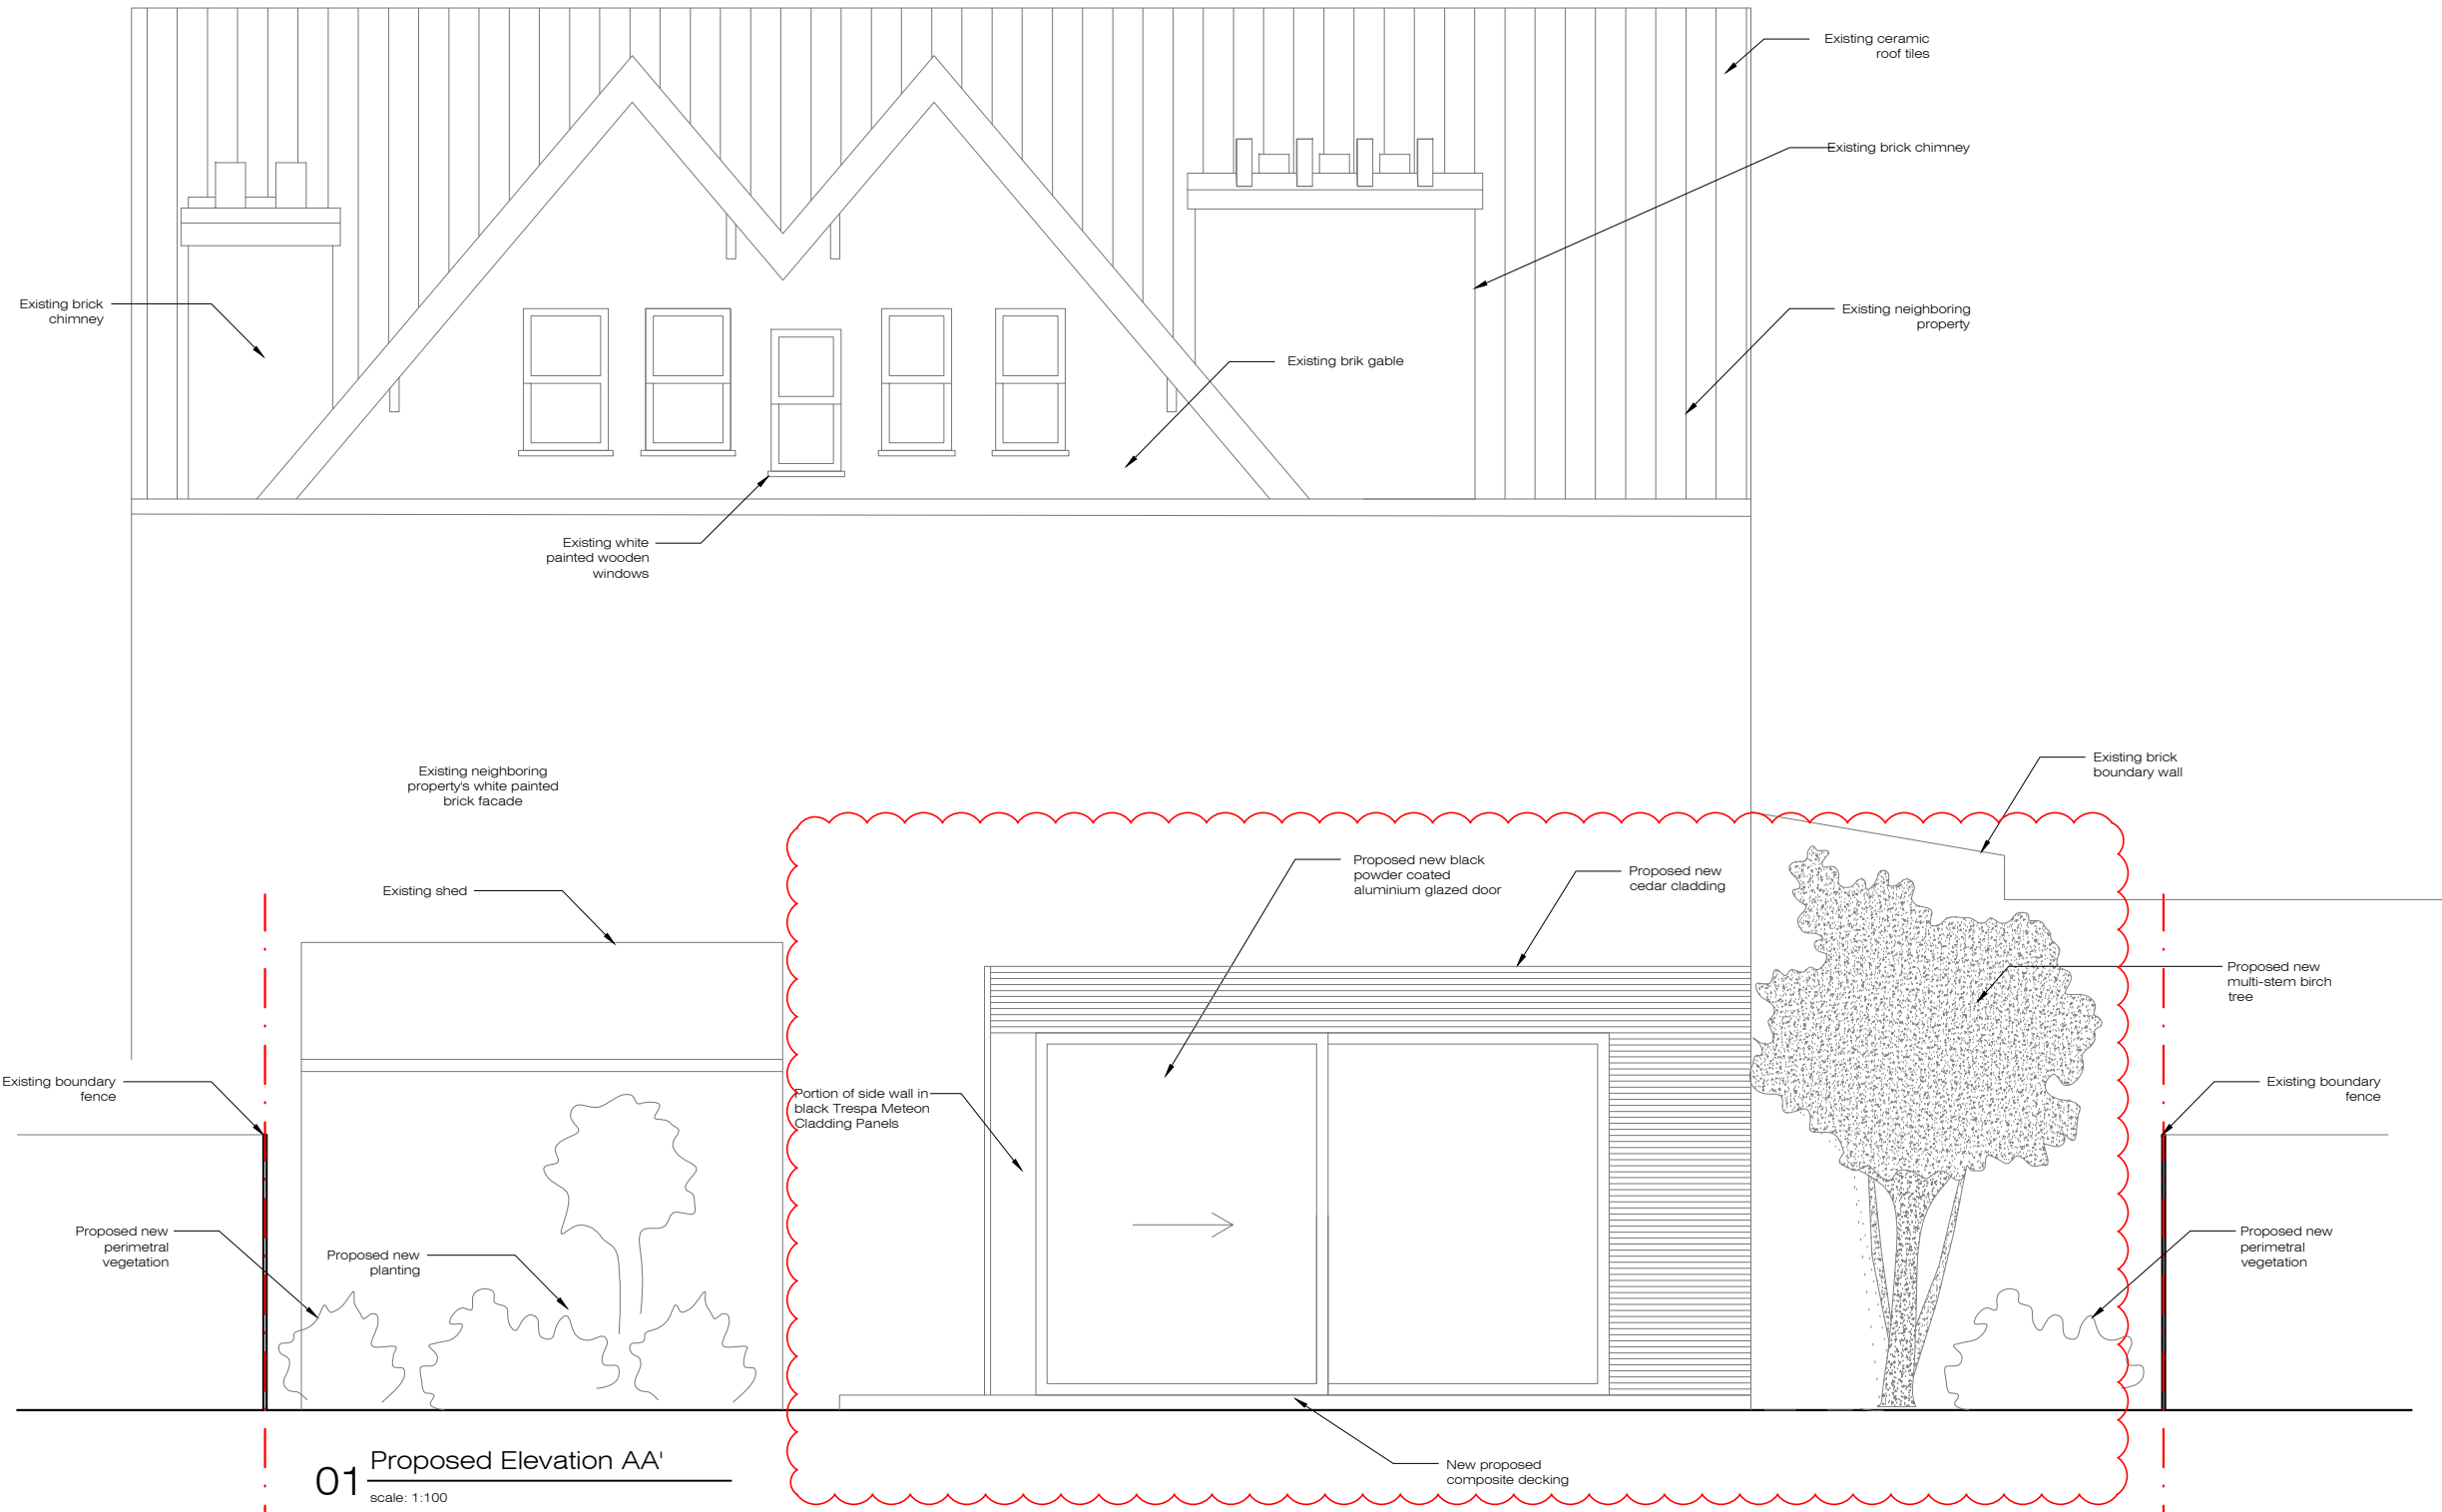 Existing ceramic
roof tiles
Existing brick chimney
Existing brick
chimney
Existing neighboring
property
Existing brik gable
Existing white
painted wooden
windows
Existing neighboring
property's white painted
brick facade
Existing brick
boundary wall
Existing shed
Proposed new black
powder coated
aluminium glazed door
Proposed new
cedar cladding
Proposed new
multi-stem birch
tree
Existing boundary
fence
Portion of side wall in
black Trespa Meteon
Cladding Panels
Existing boundary
fence
Proposed new
perimetral
vegetation
Proposed new
planting
Proposed new
perimetral
vegetation
01 Proposed Elevation AA'
scale: 1:100
New proposed
composite decking